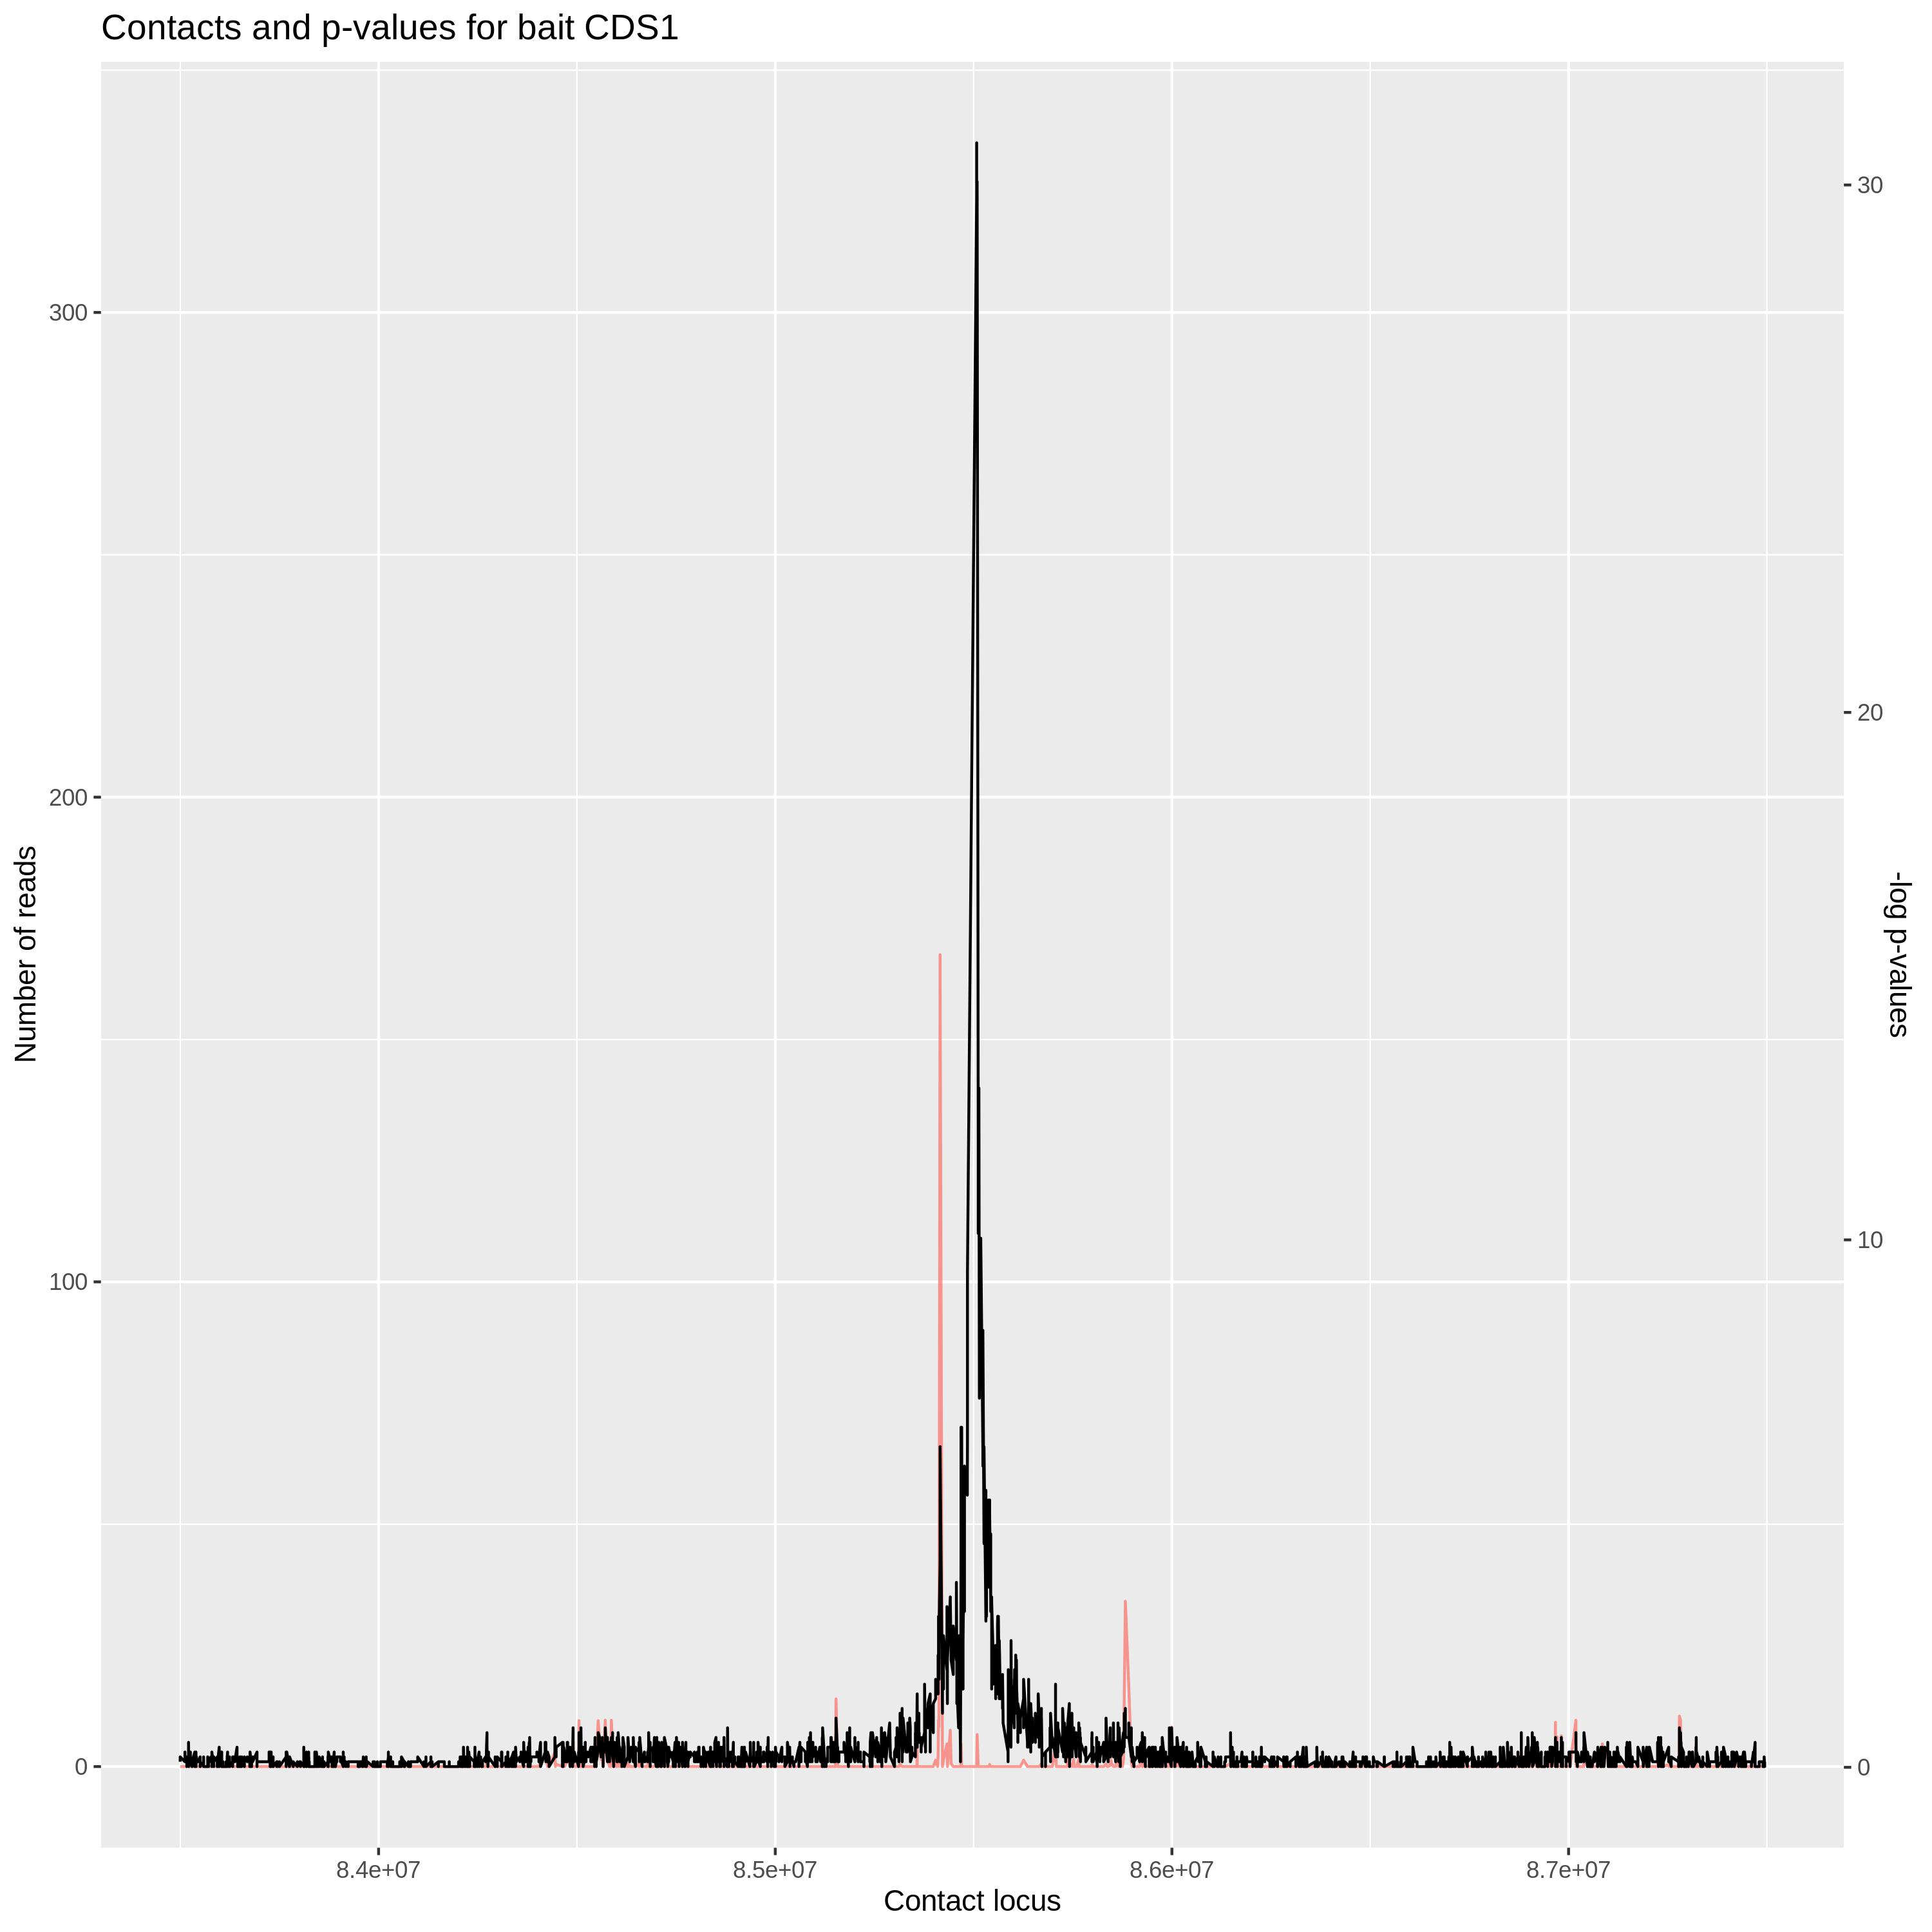 Contacts and p-values for bait CDS1
300
200
100
0
Number of reads
30
20
10
0
-log p-values
8.4e+07
8.5e+07
8.6e+07
8.7e+07
Contact locus